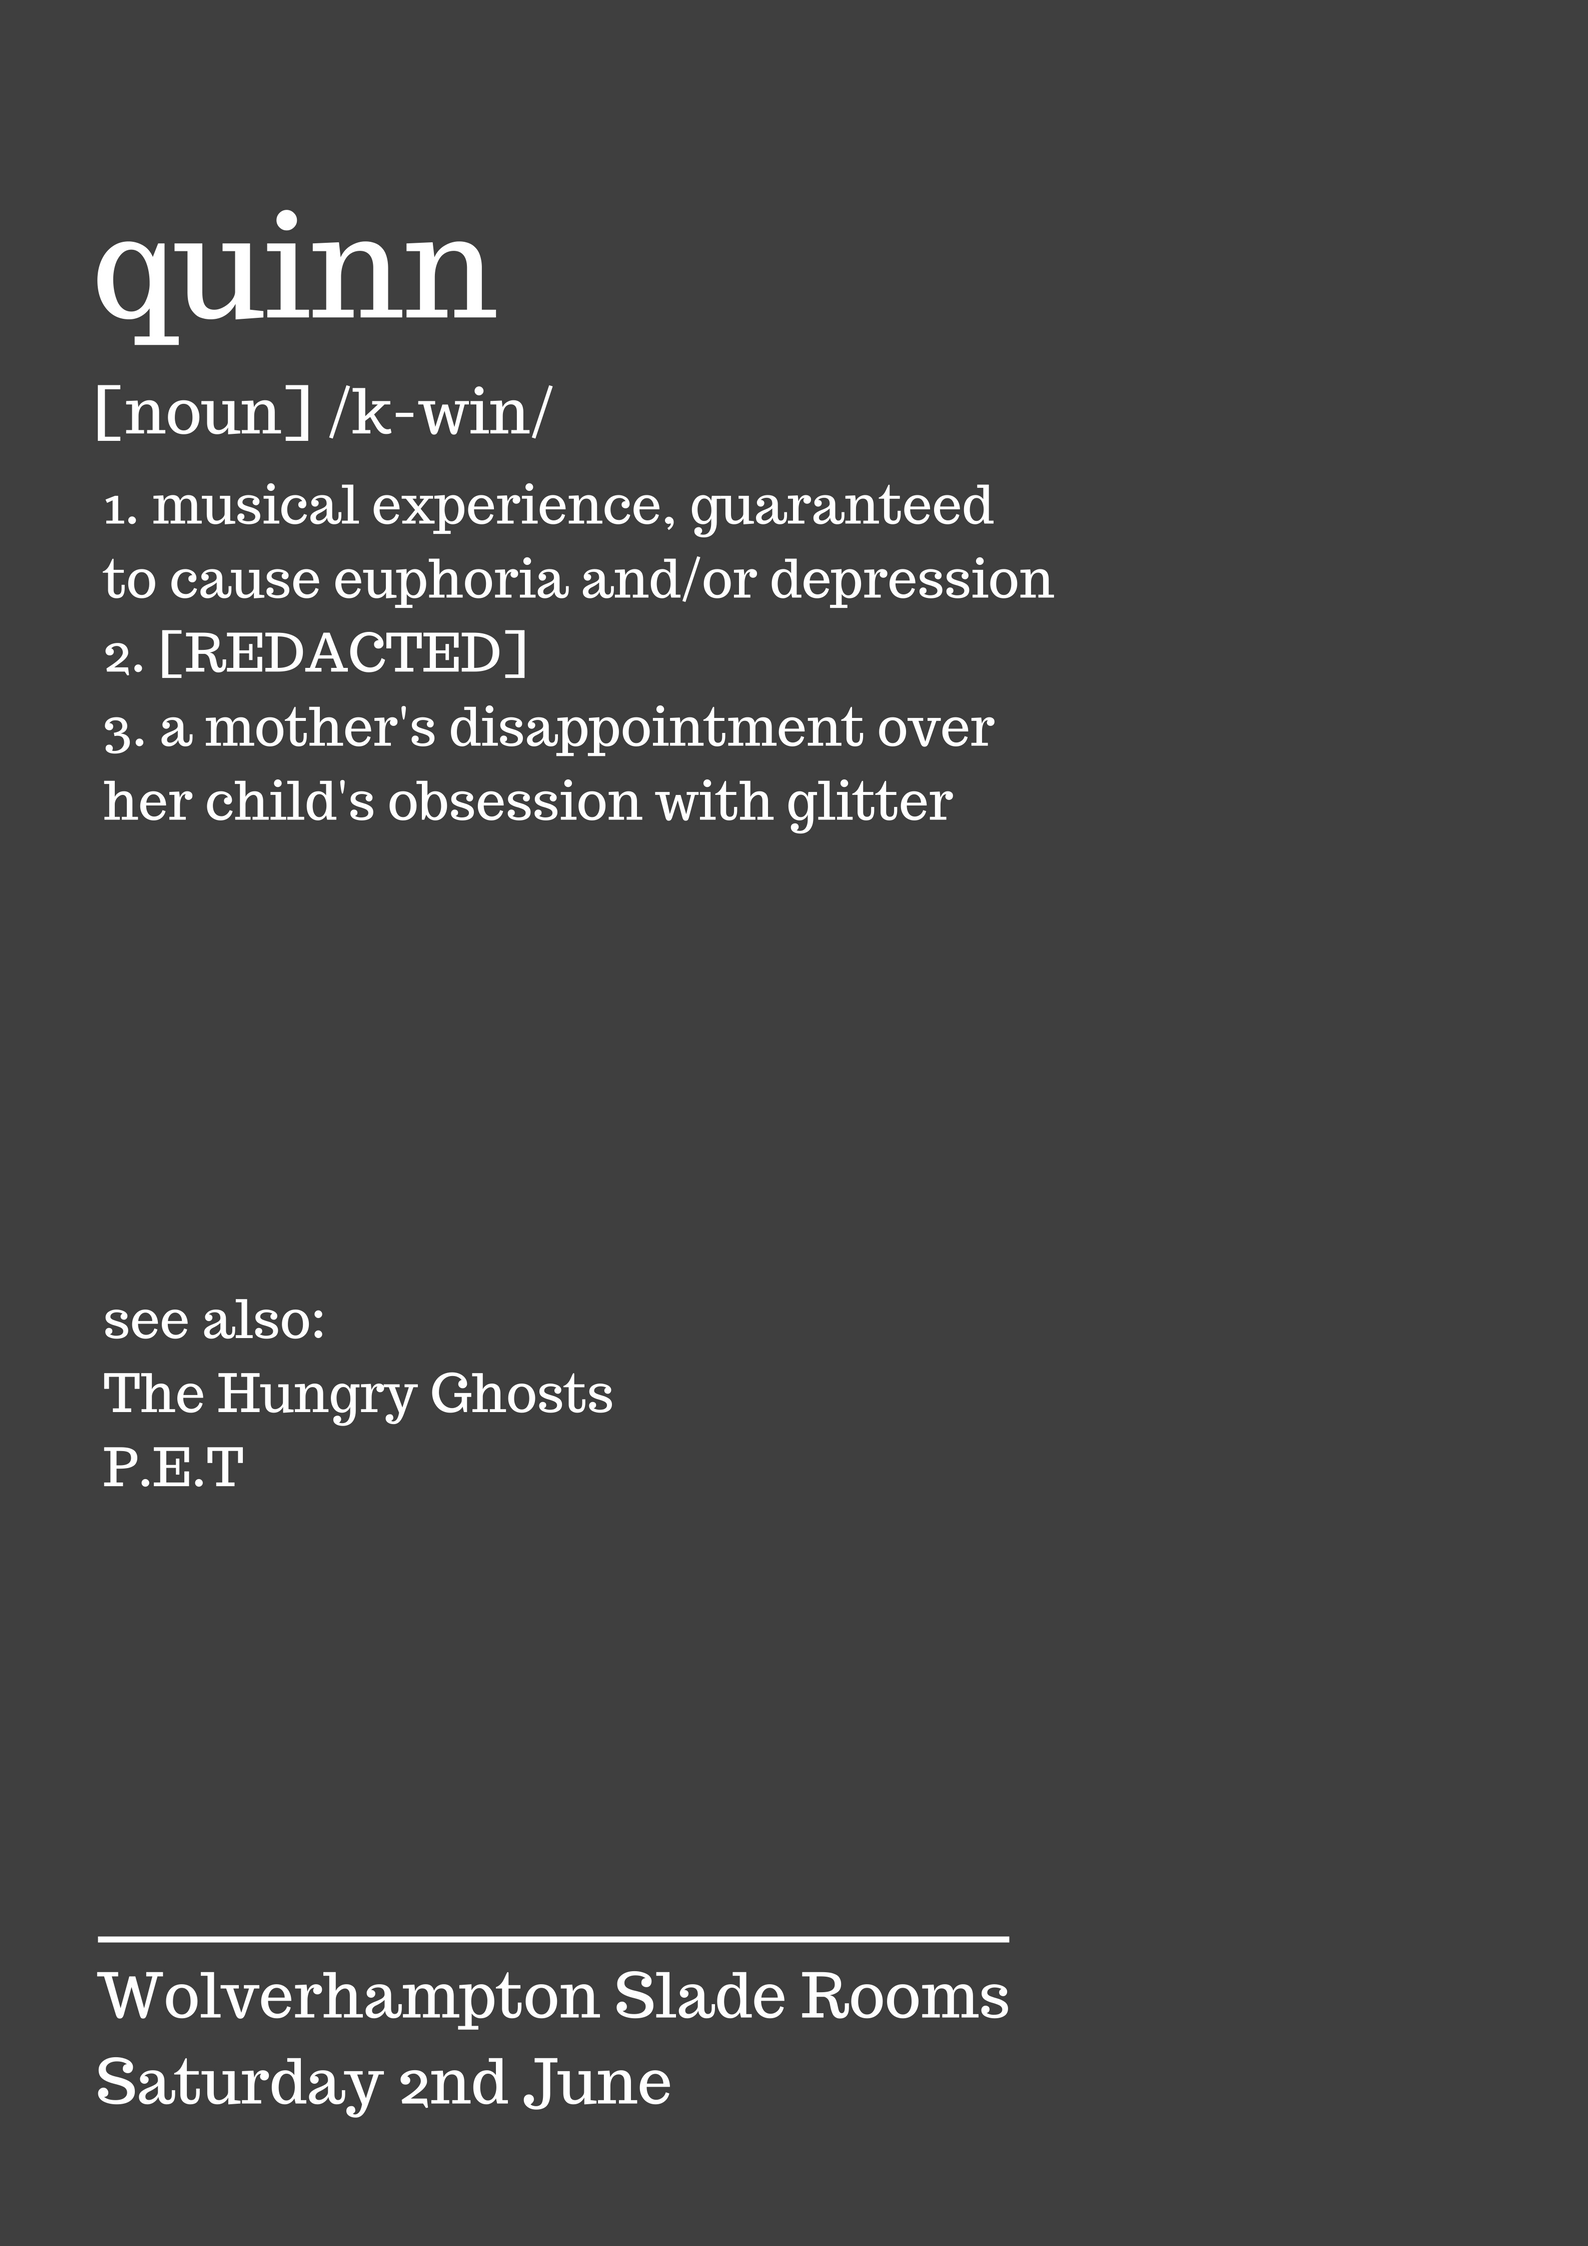 quinn
[noun] /k-win/
1. musical experience, guaranteed
to cause euphoria and/or depression
2. [REDACTED]
3. a mother's disappointment over
her child's obsession with glitter
see also:
The Hungry Ghosts
P.E.T
Wolverhampton Slade Rooms
Saturday 2nd June